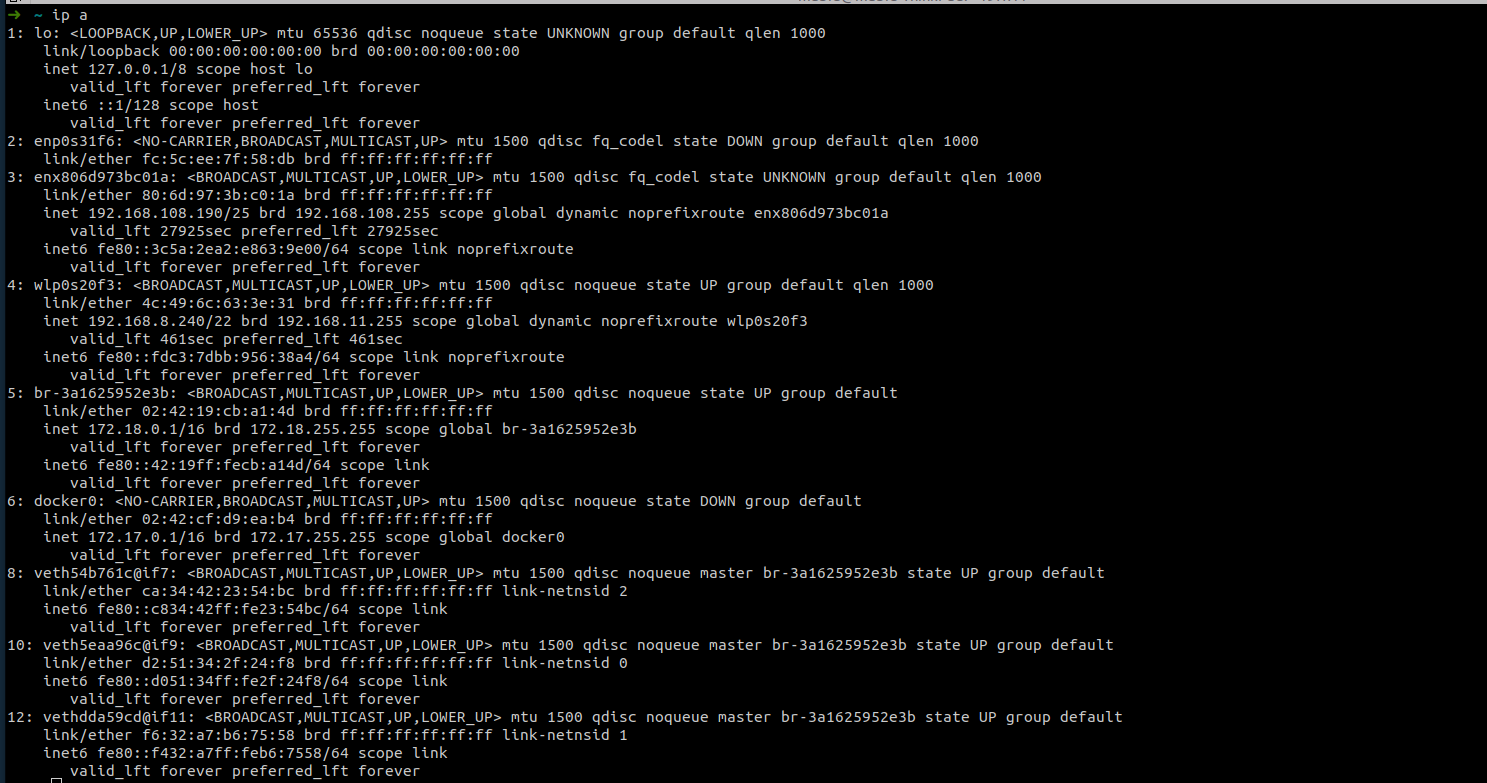 ➜ ~ ip a
1: lo: <LOOPBACK,UP,LOWER_UP> mtu 65536 qdisc noqueue state UNKNOWN group default qlen 1000
    link/loopback 00:00:00:00:00:00 brd 00:00:00:00:00:00
    inet 127.0.0.1/8 scope host lo
       valid_lft forever preferred_lft forever
    inet6 ::1/128 scope host
       valid_lft forever preferred_lft forever
2: enp0s31f6: <NO-CARRIER,BROADCAST,MULTICAST,UP> mtu 1500 qdisc fq_codel state DOWN group default qlen 1000
    link/ether fc:5c:ee:7f:58:db brd ff:ff:ff:ff:ff:ff
3: enx806d973bc01a: <BROADCAST,MULTICAST,UP,LOWER_UP> mtu 1500 qdisc fq_codel state UNKNOWN group default qlen 1000
    link/ether 80:6d:97:3b:c0:1a brd ff:ff:ff:ff:ff:ff
    inet 192.168.108.190/25 brd 192.168.108.255 scope global dynamic noprefixroute enx806d973bc01a
       valid_lft 27925sec preferred_lft 27925sec
    inet6 fe80::3c5a:2ea2:e863:9e00/64 scope link noprefixroute
       valid_lft forever preferred_lft forever
4: wlp0s20f3: <BROADCAST,MULTICAST,UP,LOWER_UP> mtu 1500 qdisc noqueue state UP group default qlen 1000
    link/ether 4c:49:6c:63:3e:31 brd ff:ff:ff:ff:ff:ff
    inet 192.168.8.240/22 brd 192.168.11.255 scope global dynamic noprefixroute wlp0s20f3
       valid_lft 461sec preferred_lft 461sec
    inet6 fe80::fdc3:7dbb:956:38a4/64 scope link noprefixroute
       valid_lft forever preferred_lft forever
5: br-3a1625952e3b: <BROADCAST,MULTICAST,UP,LOWER_UP> mtu 1500 qdisc noqueue state UP group default
    link/ether 02:42:19:cb:a1:4d brd ff:ff:ff:ff:ff:ff
    inet 172.18.0.1/16 brd 172.18.255.255 scope global br-3a1625952e3b
       valid_lft forever preferred_lft forever
    inet6 fe80::42:19ff:fecb:a14d/64 scope link
       valid_lft forever preferred_lft forever
6: docker0: <NO-CARRIER,BROADCAST,MULTICAST,UP> mtu 1500 qdisc noqueue state DOWN group default
    link/ether 02:42:cf:d9:ea:b4 brd ff:ff:ff:ff:ff:ff
    inet 172.17.0.1/16 brd 172.17.255.255 scope global docker0
       valid_lft forever preferred_lft forever
8: veth54b761c@if7: <BROADCAST,MULTICAST,UP,LOWER_UP> mtu 1500 qdisc noqueue master br-3a1625952e3b state UP group default
    link/ether ca:34:42:23:54:bc brd ff:ff:ff:ff:ff:ff link-netnsid 2
    inet6 fe80::c834:42ff:fe23:54bc/64 scope link
       valid_lft forever preferred_lft forever
10: veth5eaa96c@if9: <BROADCAST,MULTICAST,UP,LOWER_UP> mtu 1500 qdisc noqueue master br-3a1625952e3b state UP group default
    link/ether d2:51:34:2f:24:f8 brd ff:ff:ff:ff:ff:ff link-netnsid 0
    inet6 fe80::d051:34ff:fe2f:24f8/64 scope link
       valid_lft forever preferred_lft forever
12: vethdda59cd@if11: <BROADCAST,MULTICAST,UP,LOWER_UP> mtu 1500 qdisc noqueue master br-3a1625952e3b state UP group default
    link/ether f6:32:a7:b6:75:58 brd ff:ff:ff:ff:ff:ff link-netnsid 1
    inet6 fe80::f432:a7ff:feb6:7558/64 scope link
       valid_lft forever preferred_lft forever